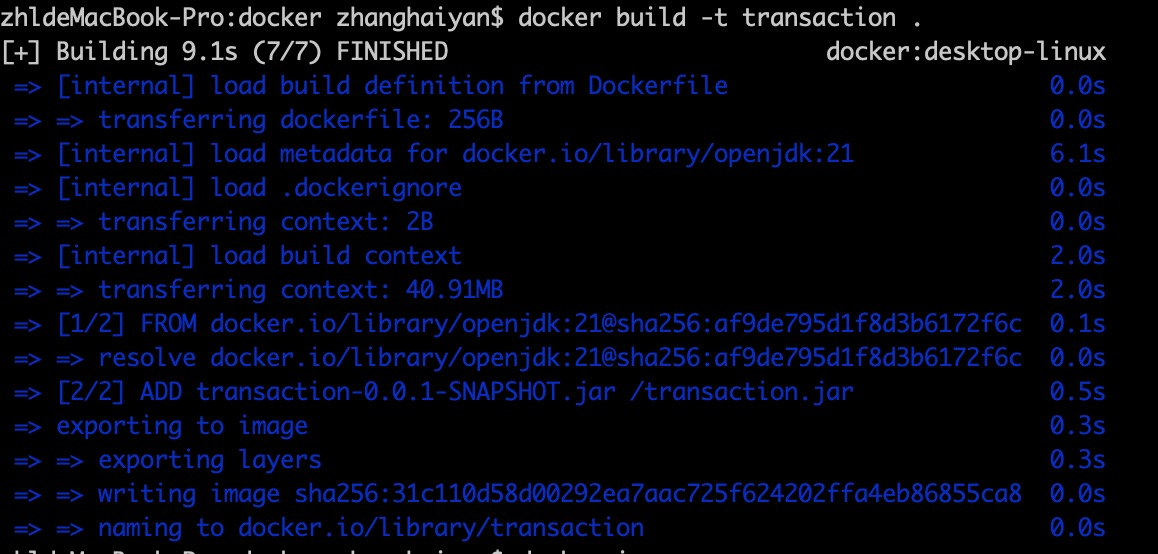 zhldeMacBook-Pro:docker zhanghaiyan$ docker build -t transaction .
[+] Building 9.1s (7/7) FINISHED docker:desktop-linux
=> [internal] load build definition from Dockerfile 0.0s
=> => transferring dockerfile: 256B 0.0s
=> [internal] load metadata for docker.io/library/openjdk:21 6.1s
=> [internal] load .dockerignore 0.0s
=> => transferring context: 2B 0.0s
=> [internal] load build context 2.0s
=> => transferring context: 40.91MB 2.0s
=> [1/2] FROM docker.io/library/openjdk:21@sha256:af9de795d1f8d3b6172f6c 0.1s
=> => resolve docker.io/library/openjdk:21@sha256:af9de795d1f8d3b6172f6c 0.0s
=> [2/2] ADD transaction-0.0.1-SNAPSHOT.jar /transaction.jar 0.5s
=> exporting to image 0.3s
=> => exporting layers 0.3s
=> => writing image sha256:31c110d58d00292ea7aac725f624202ffa4eb86855ca8 0.0s
=> => naming to docker.io/library/transaction 0.0s